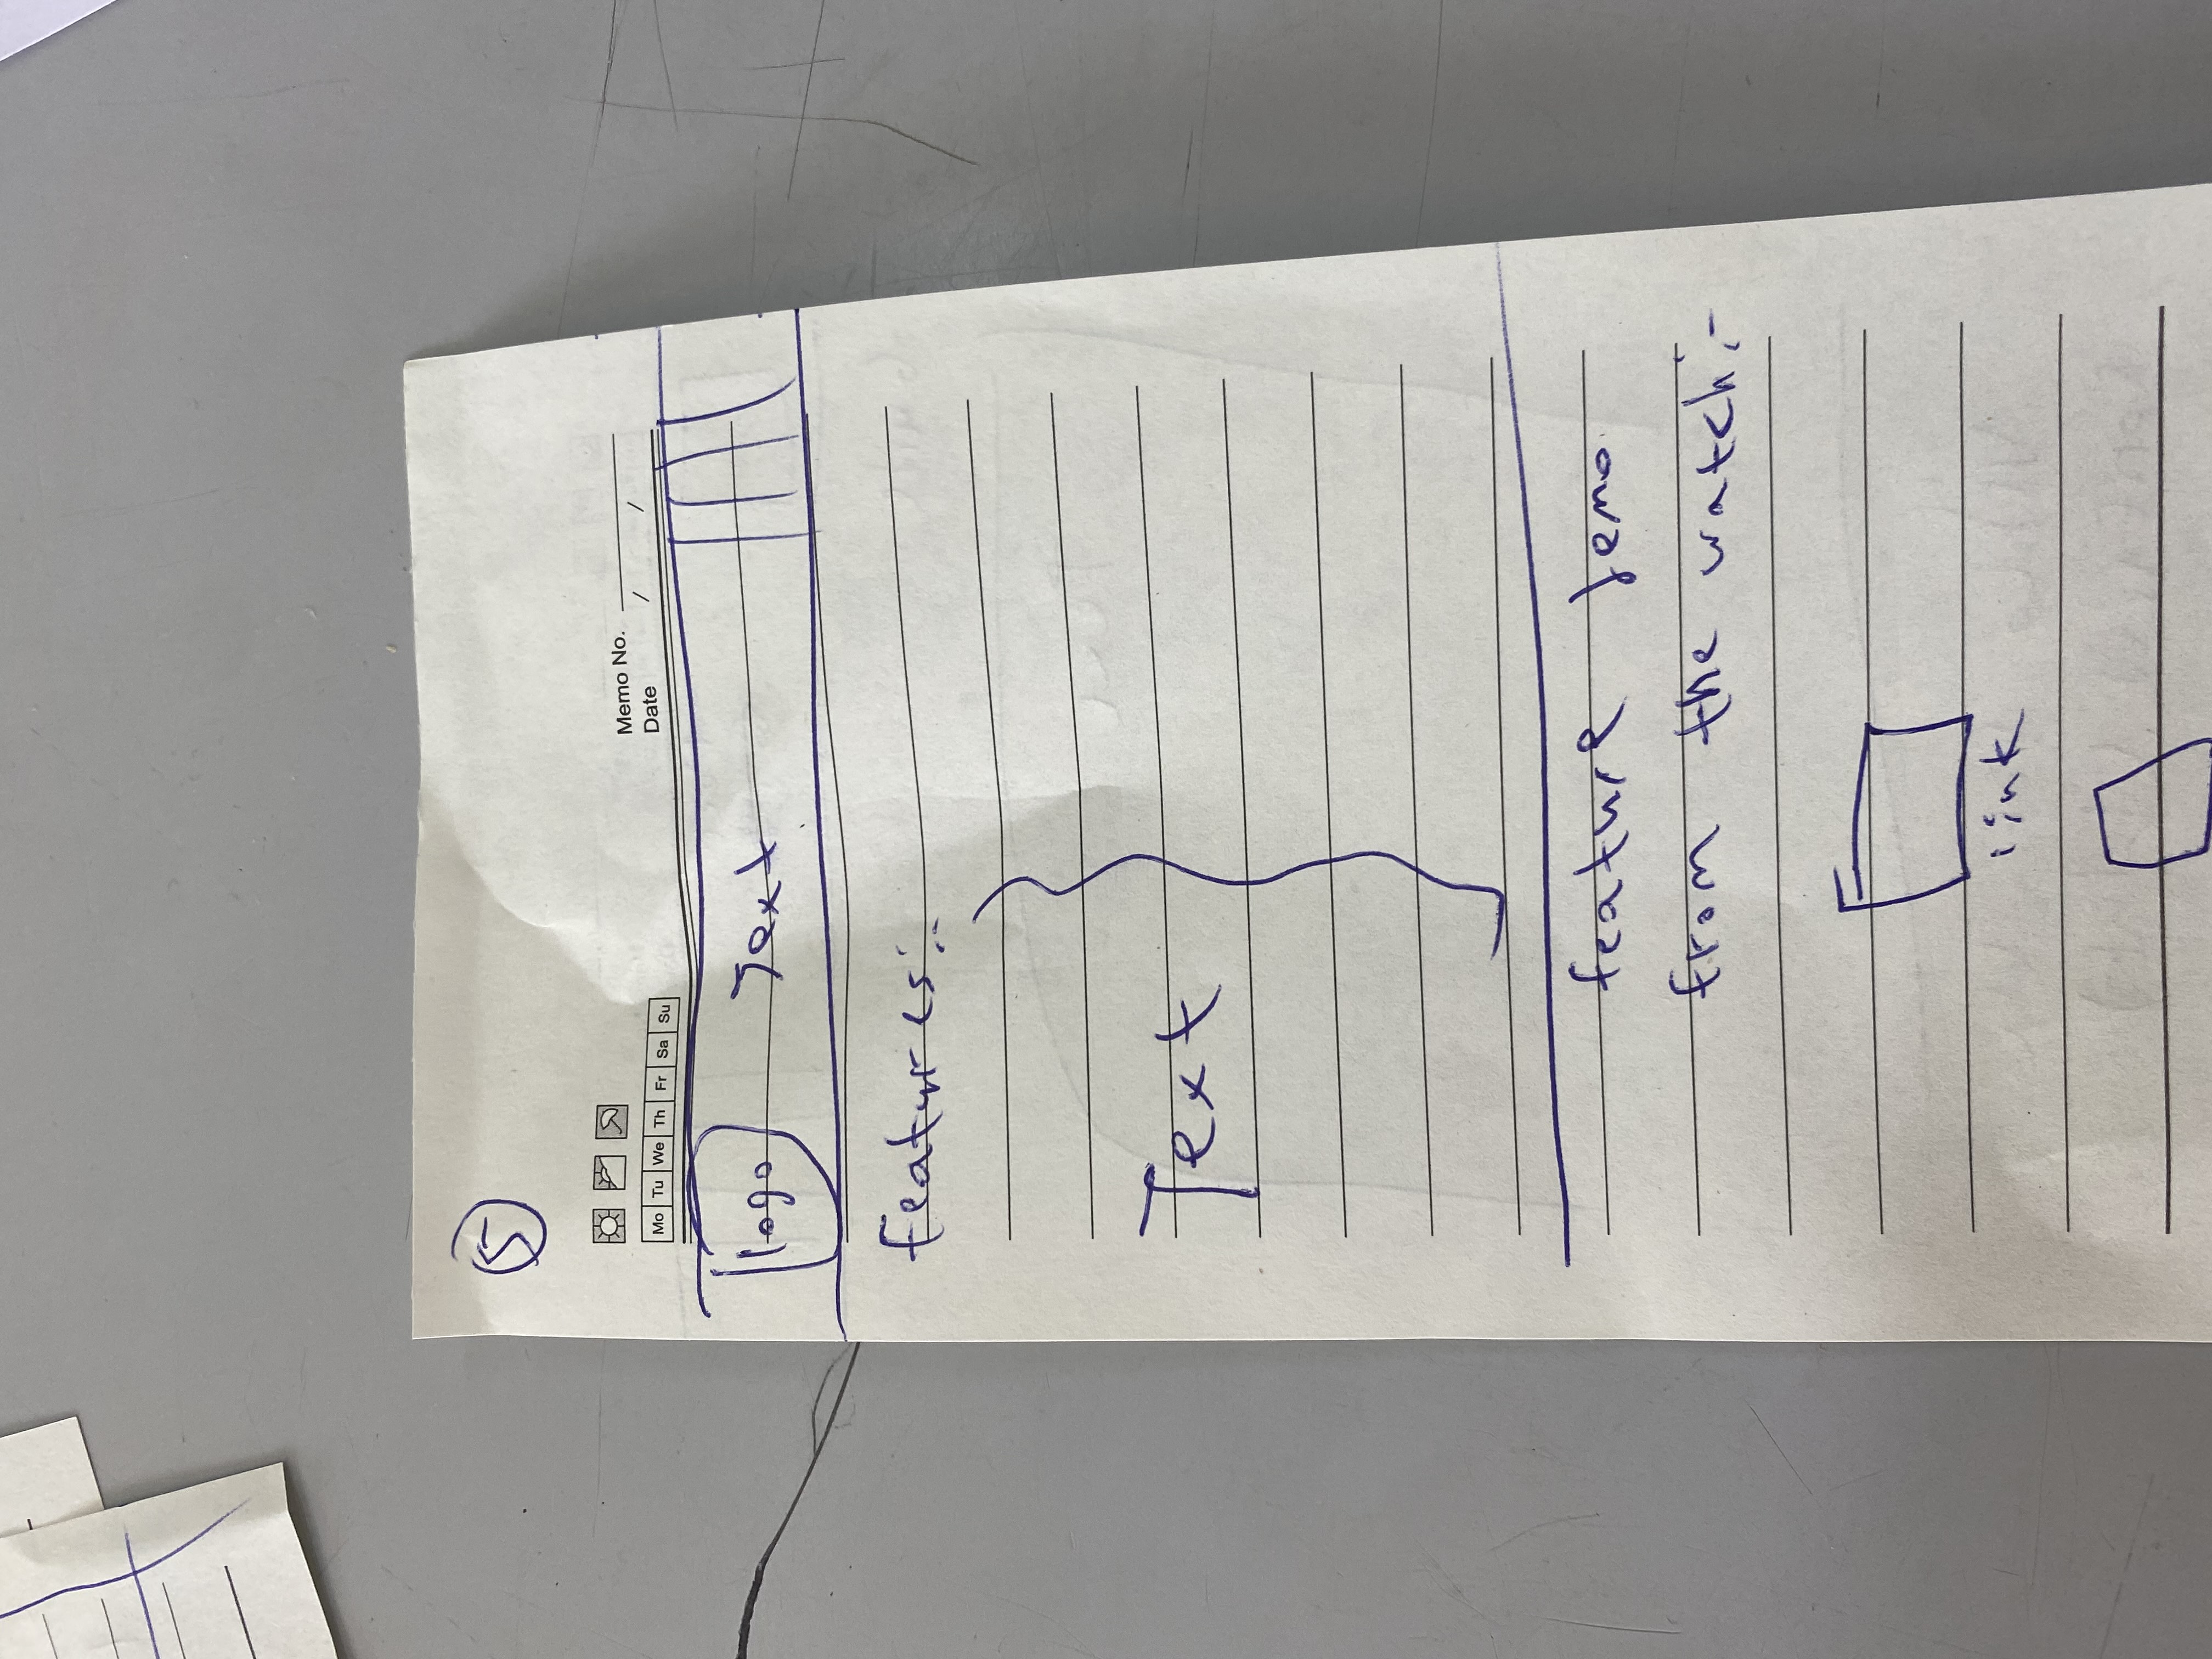 5
Mo Tu We Th Fr Sa Su
Memo No.
Date / /
logo Text
features:-
Text
feature demo
from the watch:-
link